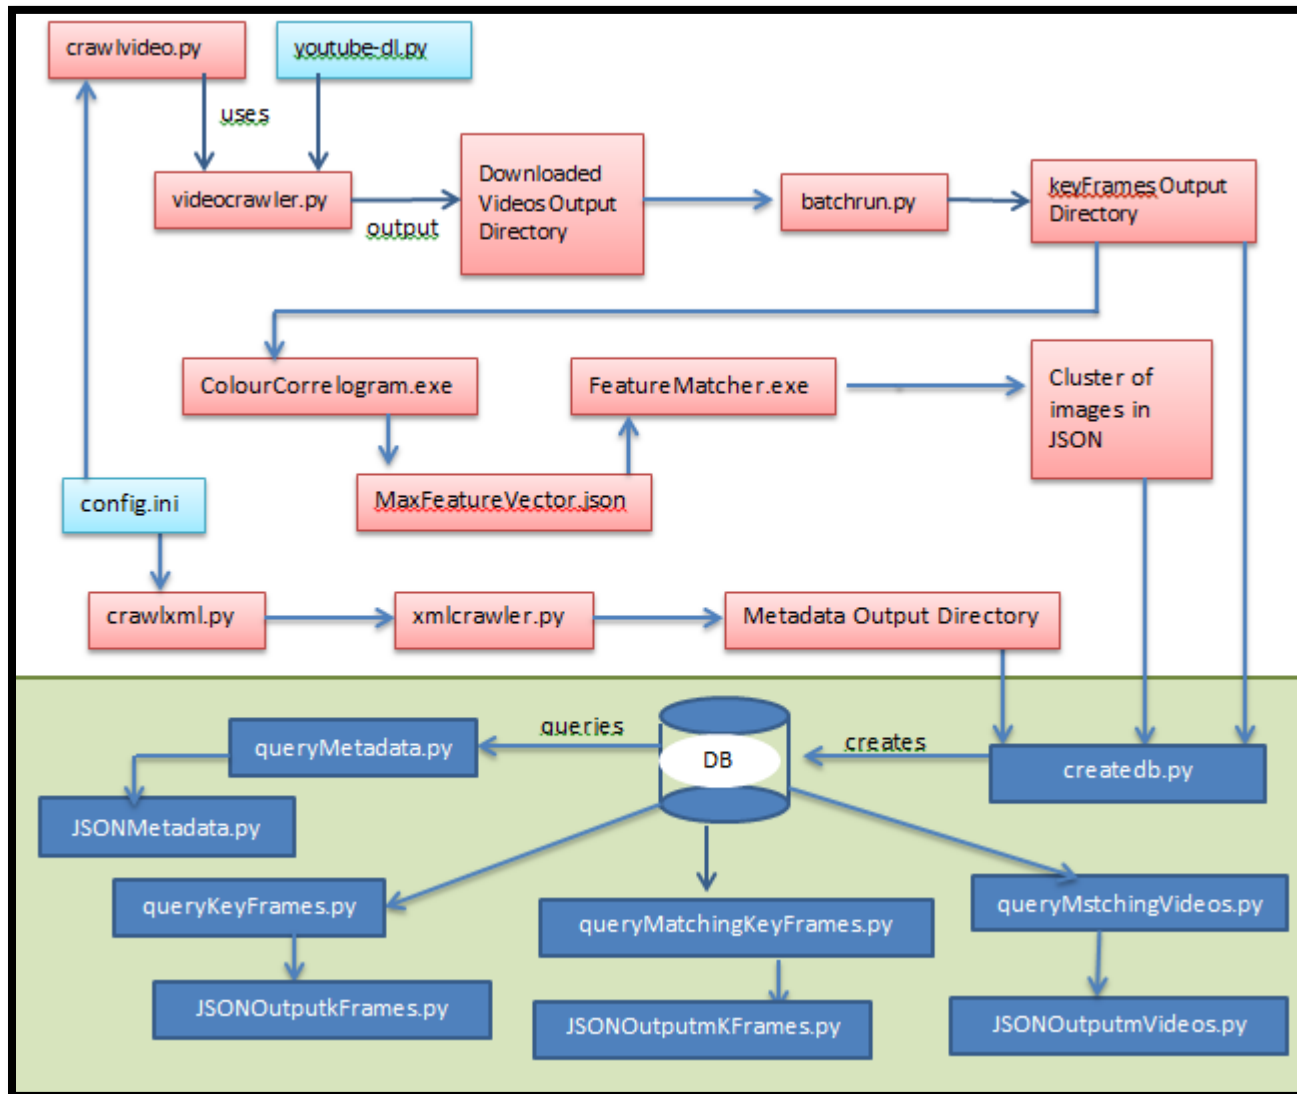 crawlvideo.py
youtube-dl.py
uses
videocrawler.py
output
Downloaded
Videos Output
Directory
batchrun.py
keyFrames Output
Directory
ColourCorrelogram.exe
FeatureMatcher.exe
Cluster of
images in
JSON
MaxFeatureVector.json
config.ini
crawlxml.py
xmlcrawler.py
Metadata Output Directory
queries
creates
queryMetadata.py
DB
createdb.py
JSONMetadata.py
queryKeyFrames.py
queryMatchingKeyFrames.py
queryMstchingVideos.py
JSONOutputkFrames.py
JSONOutputmKFrames.py
JSONOutputmVideos.py